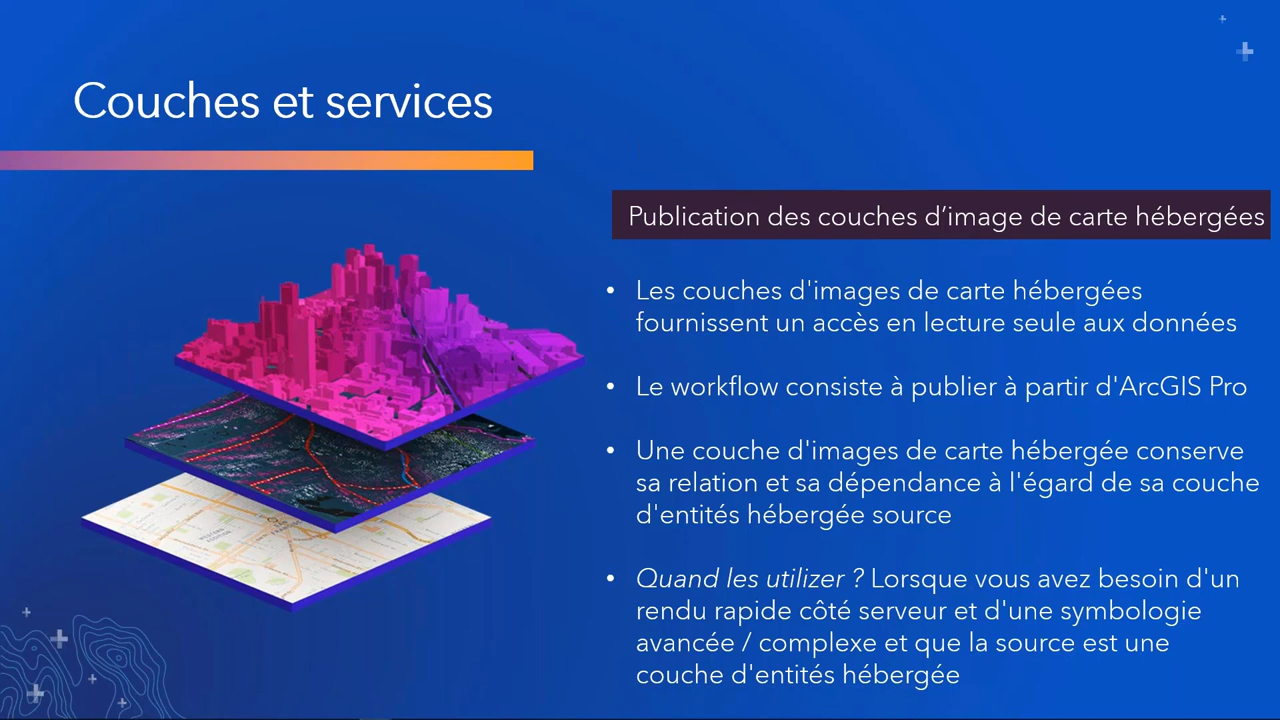 Couches et services
Publication des couches d’image de carte hébergées
• Les couches d'images de carte hébergées
fournissent un accès en lecture seule aux données
• Le workflow consiste à publier à partir d'ArcGIS Pro
• Une couche d'images de carte hébergée conserve
sa relation et sa dépendance à l'égard de sa couche
d'entités hébergée source
• Quand les utilizer ? Lorsque vous avez besoin d'un
rendu rapide côté serveur et d'une symbologie
avancée / complexe et que la source est une
couche d'entités hébergée